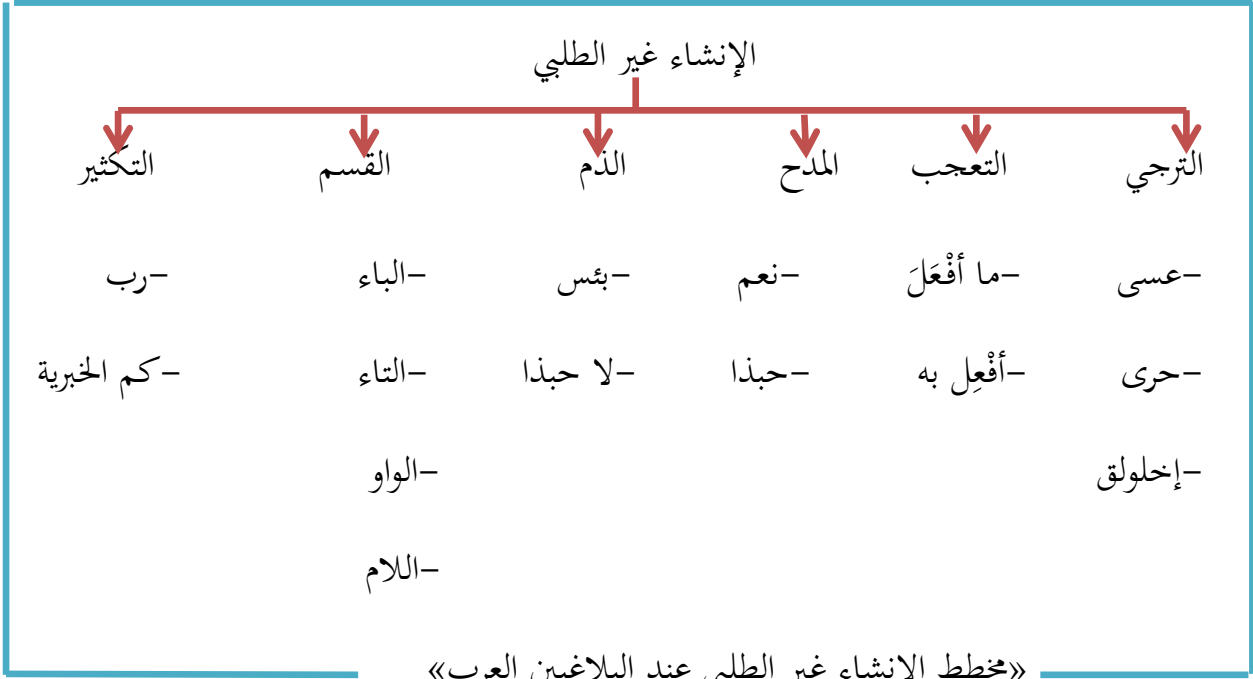 الإنشاء غير الطلبي
الترجي التعجب المدح الذم القسم التكثير
-عسى -ما أفْعَلَ -نعم -بئس -الباء -رب
-حرى -أفْعِل به -حبذا -لا حبذا -التاء -كم الخبرية
-إخلولق -الواو
-اللام
«مخطط الإنشاء غير الطلبي عند البلاغيين العرب»